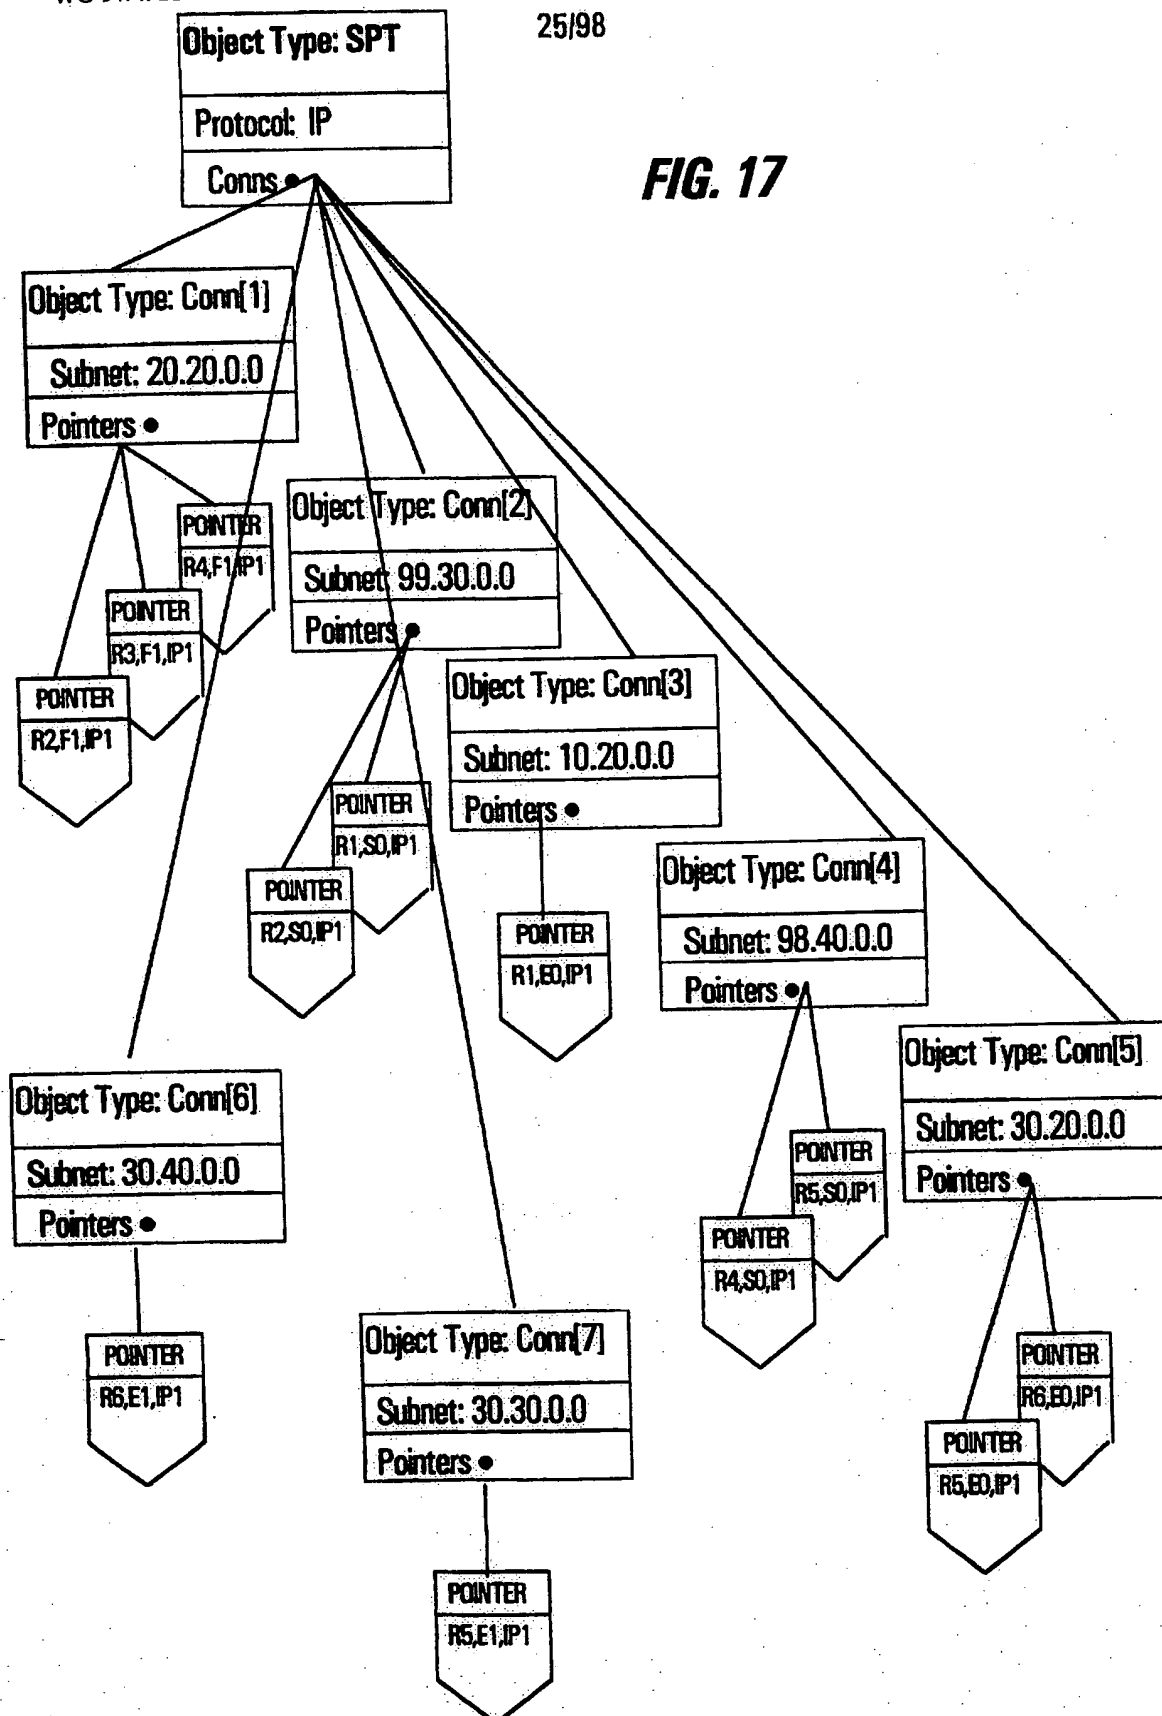 25/98
Object Type: SPT
Protocol: IP
Conns
FIG. 17
Object Type: Conn[1]
Subnet: 20.20.0.0
Pointers
POINTER
R4,F1,IP1
POINTER
R3,F1,IP1
POINTER
R2,F1,IP1
Object Type: Conn[2]
Subnet: 99.30.0.0
Pointers
POINTER
R1,S0,IP1
POINTER
R2,S0,IP1
Object Type: Conn[3]
Subnet: 10.20.0.0
Pointers
POINTER
R1,E0,IP1
Object Type: Conn[4]
Subnet: 98.40.0.0
Pointers
POINTER
R5,S0,IP1
POINTER
R4,S0,IP1
Object Type: Conn[5]
Subnet: 30.20.0.0
Pointers
POINTER
R6,E0,IP1
POINTER
R5,E0,IP1
Object Type: Conn[6]
Subnet: 30.40.0.0
Pointers
POINTER
R6,E1,IP1
Object Type: Conn[7]
Subnet: 30.30.0.0
Pointers
POINTER
R5,E1,IP1